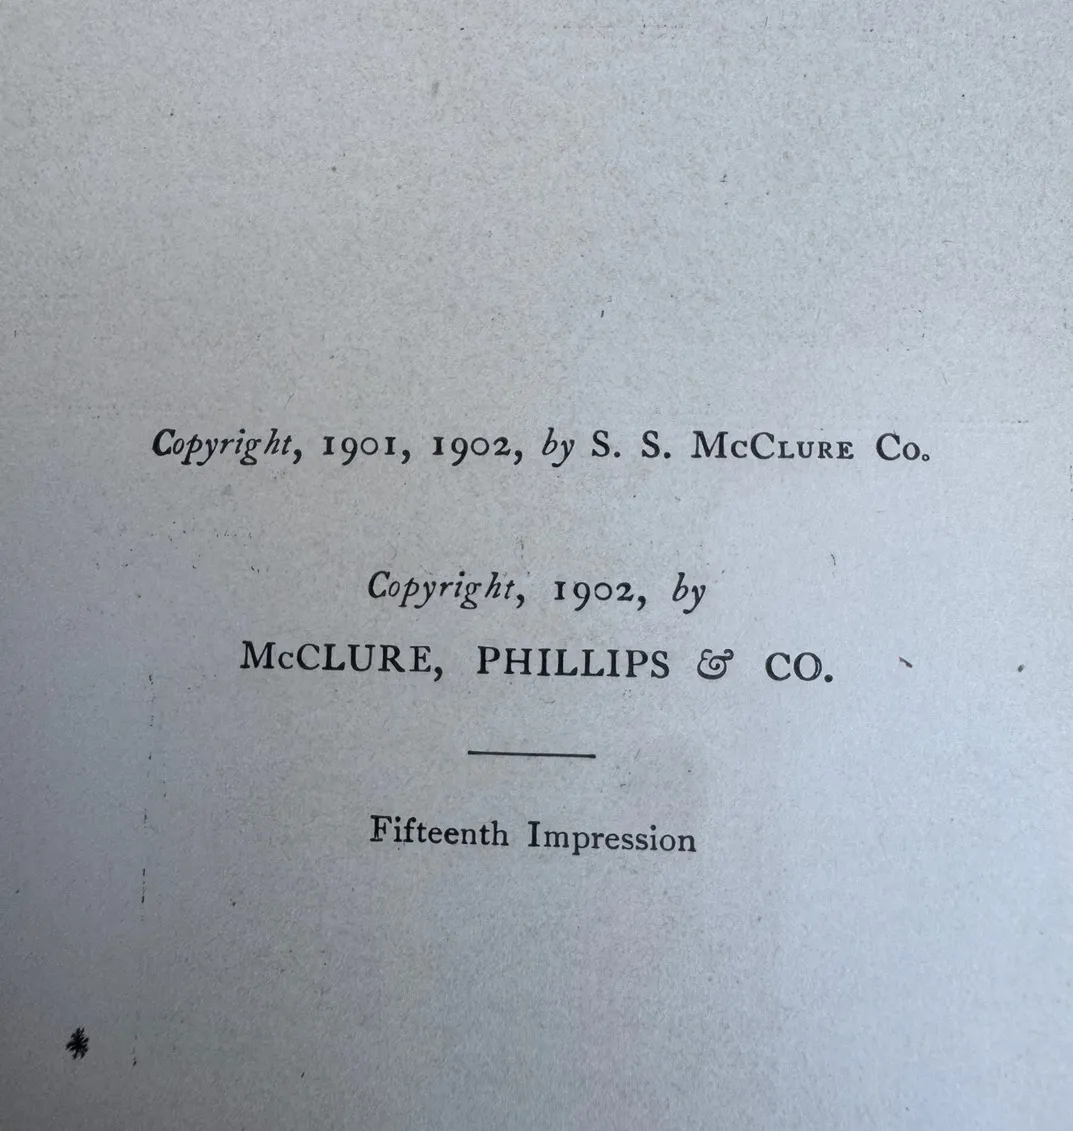 Copyright, 1901, 1902, by S. S. McClure Co.
Copyright, 1902, by
McCLURE, PHILLIPS & CO.
Fifteenth Impression